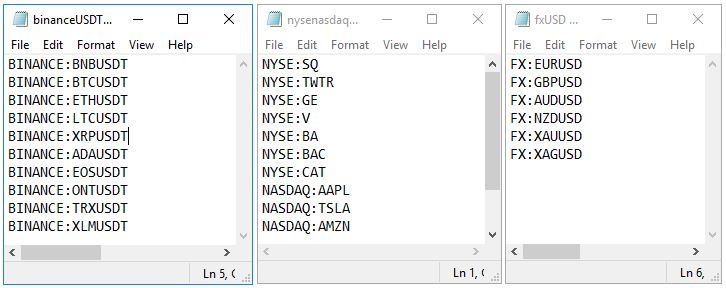 binanceUSDT...
File Edit Format View Help
BINANCE:BNBUSDT
BINANCE:BTCUSDT
BINANCE:ETHUSDT
BINANCE:LTCUSDT
BINANCE:XRPUSDT
BINANCE:ADAUSDT
BINANCE:EOSUSDT
BINANCE:ONTUSDT
BINANCE:TRXUSDT
BINANCE:XLMUSDT
Ln 5, C
nysenasdaq...
File Edit Format View Help
NYSE:SQ
NYSE:TWTR
NYSE:GE
NYSE:V
NYSE:BA
NYSE:BAC
NYSE:CAT
NASDAQ:AAPL
NASDAQ:TSLA
NASDAQ:AMZN
Ln 1, C
fxUSD ...
File Edit Format View Help
FX:EURUSD
FX:GBPUSD
FX:AUDUSD
FX:NZDUSD
FX:XAUUSD
FX:XAGUSD
Ln 6,